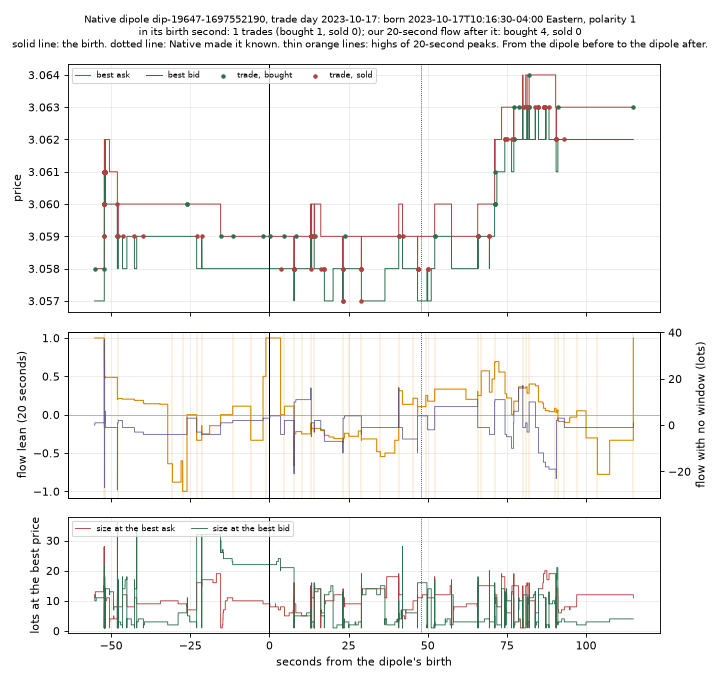 Native dipole dip-19647-1697552190, trade day 2023-10-17: born 2023-10-17T10:16:30-04:00 Eastern, polarity 1
in its birth second: 1 trades (bought 1, sold 0); our 20-second flow after it: bought 4, sold 0
solid line: the birth. dotted line: Native made it known. thin orange lines: highs of 20-second peaks. From the dipole before to the dipole after.
best ask
best bid
trade, bought
trade, sold
3.064
3.063
3.062
3.061
3.060
3.059
3.058
3.057
price
1.0
0.5
0.0
−0.5
−1.0
flow lean (20 seconds)
40
20
0
−20
flow with no window (lots)
size at the best ask
size at the best bid
30
20
10
0
lots at the best price
−50
−25
0
25
50
75
100
seconds from the dipole's birth